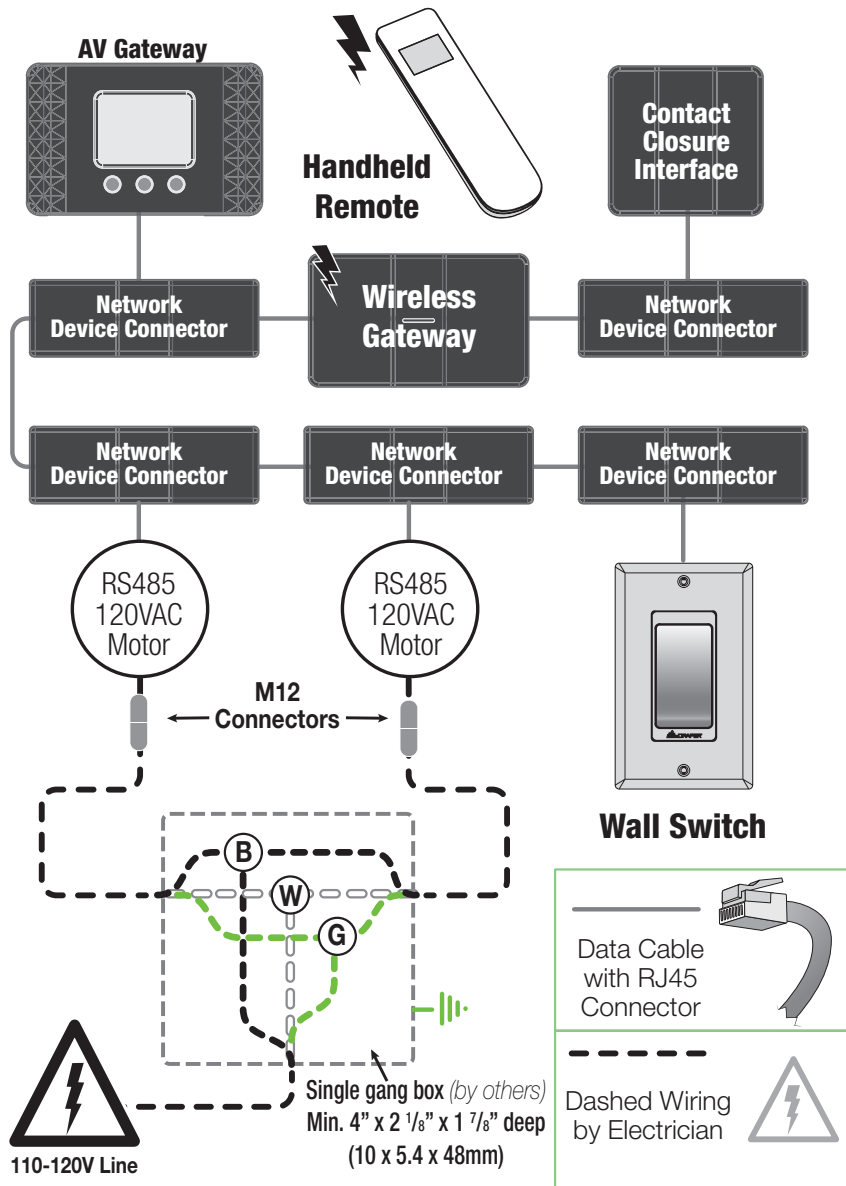 AV Gateway
Handheld
Remote
Contact
Closure
Interface
Network
Device Connector
Wireless
Gateway
Network
Device Connector
Network
Device Connector
Network
Device Connector
Network
Device Connector
RS485
120VAC
Motor
RS485
120VAC
Motor
M12
Connectors
DRAPER
Wall Switch
B
W
G
Data Cable
with RJ45
Connector
Single gang box (by others)
Min. 4” x 2 1/8” x 1 7/8” deep
(10 x 5.4 x 48mm)
Dashed Wiring
by Electrician
110-120V Line